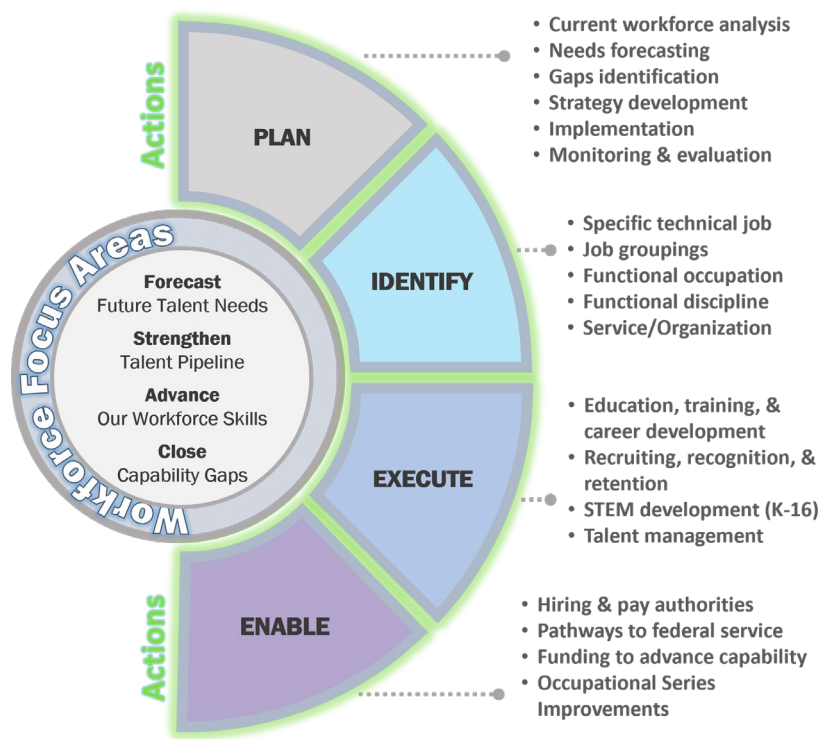 Actions
PLAN
• Current workforce analysis
• Needs forecasting
• Gaps identification
• Strategy development
• Implementation
• Monitoring & evaluation
IDENTIFY
• Specific technical job
• Job groupings
• Functional occupation
• Functional discipline
• Service/Organization
Workforce Focus Areas
Forecast
Future Talent Needs
Strengthen
Talent Pipeline
Advance
Our Workforce Skills
Close
Capability Gaps
EXECUTE
• Education, training, &
career development
• Recruiting, recognition, &
retention
• STEM development (K-16)
• Talent management
Actions
ENABLE
• Hiring & pay authorities
• Pathways to federal service
• Funding to advance capability
• Occupational Series
Improvements